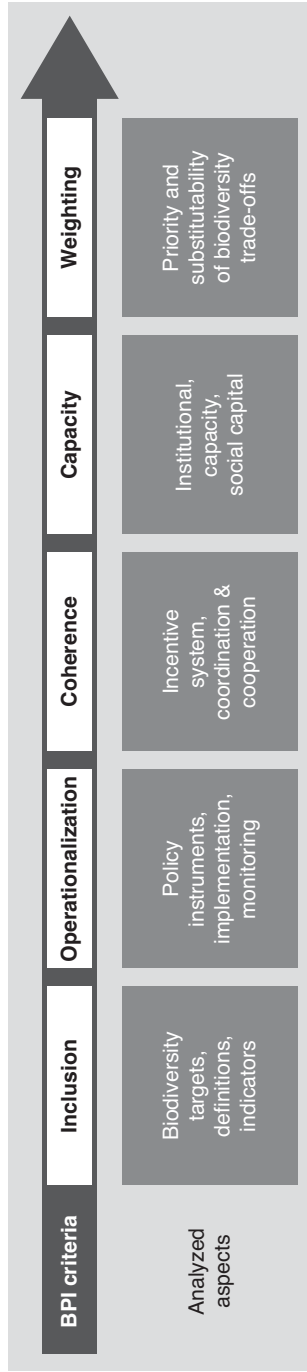 BPI criteria
Inclusion
Operationalization
Coherence
Capacity
Weighting
Analyzed
aspects
Biodiversity
targets,
definitions,
indicators
Policy
instruments,
implementation,
monitoring
Incentive
system,
coordination &
cooperation
Institutional,
capacity,
social capital
Priority and
substitutability
of biodiversity
trade-offs